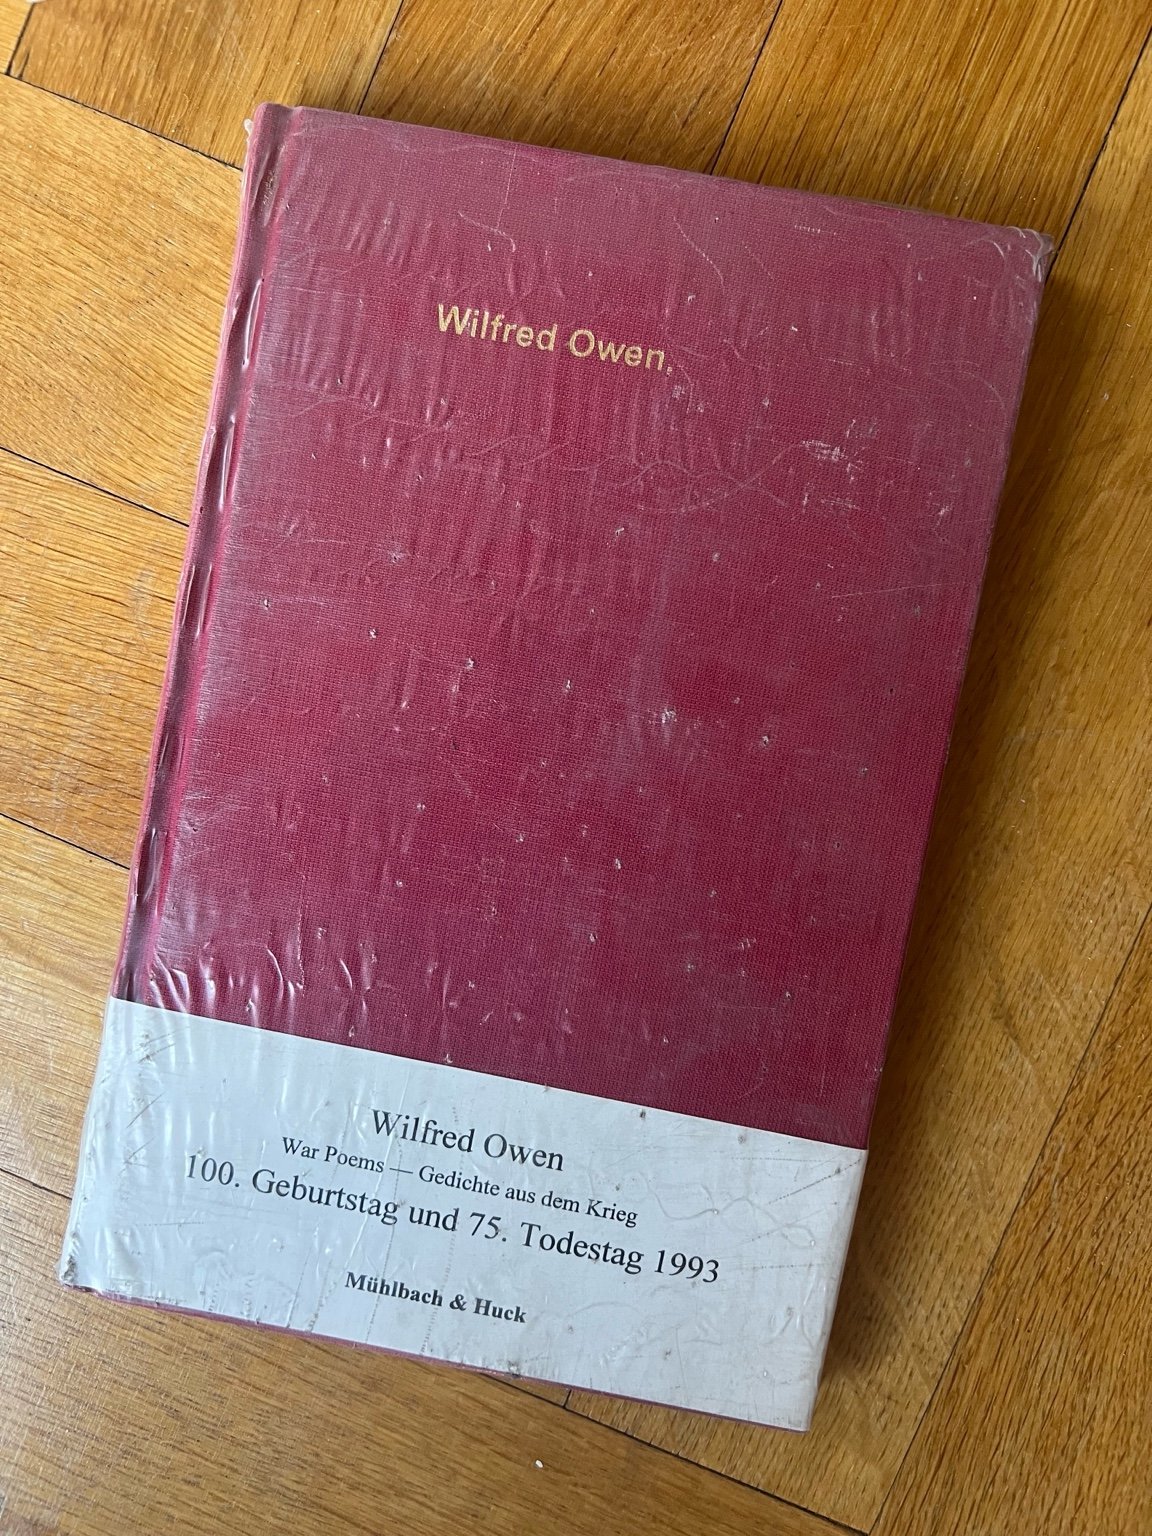 Wilfred Owen.
Wilfred Owen
War Poems — Gedichte aus dem Krieg
100. Geburtstag und 75. Todestag 1993
Mühlbach & Huck